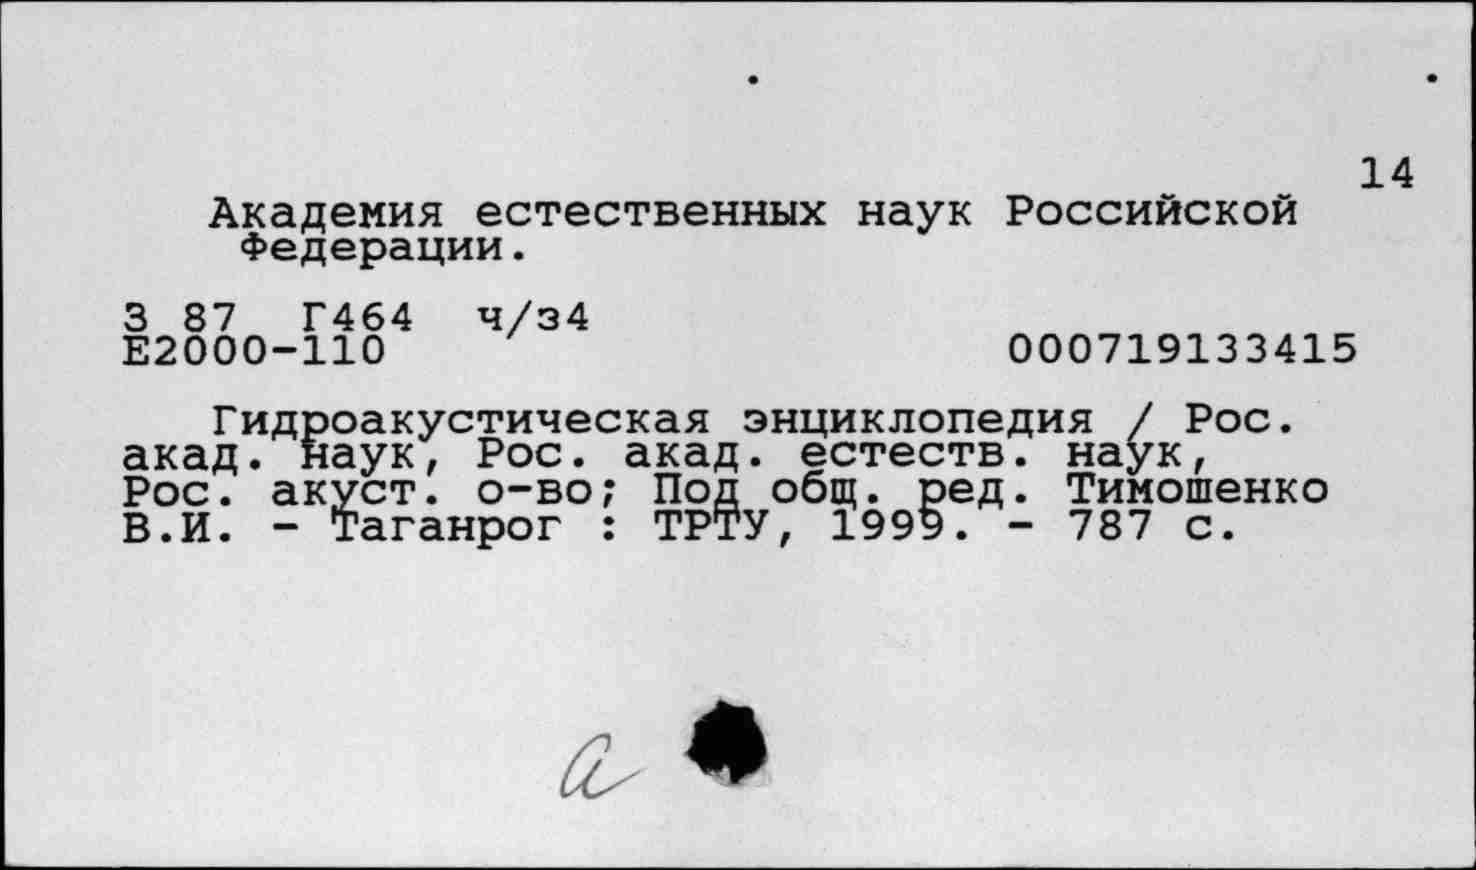 14
Академия естественных наук Российской
Федерации.
З 87 Г464 ч/з4
Е2000-110 000719133415
Гидроакустическая энциклопедия / Рос.
акад. наук, Рос. акад. естеств. наук,
Рос. акуст. о-во; Под общ. ред. Тимошенко
В.И. - Таганрог : ТРТУ, 1999. - 787 с.
а